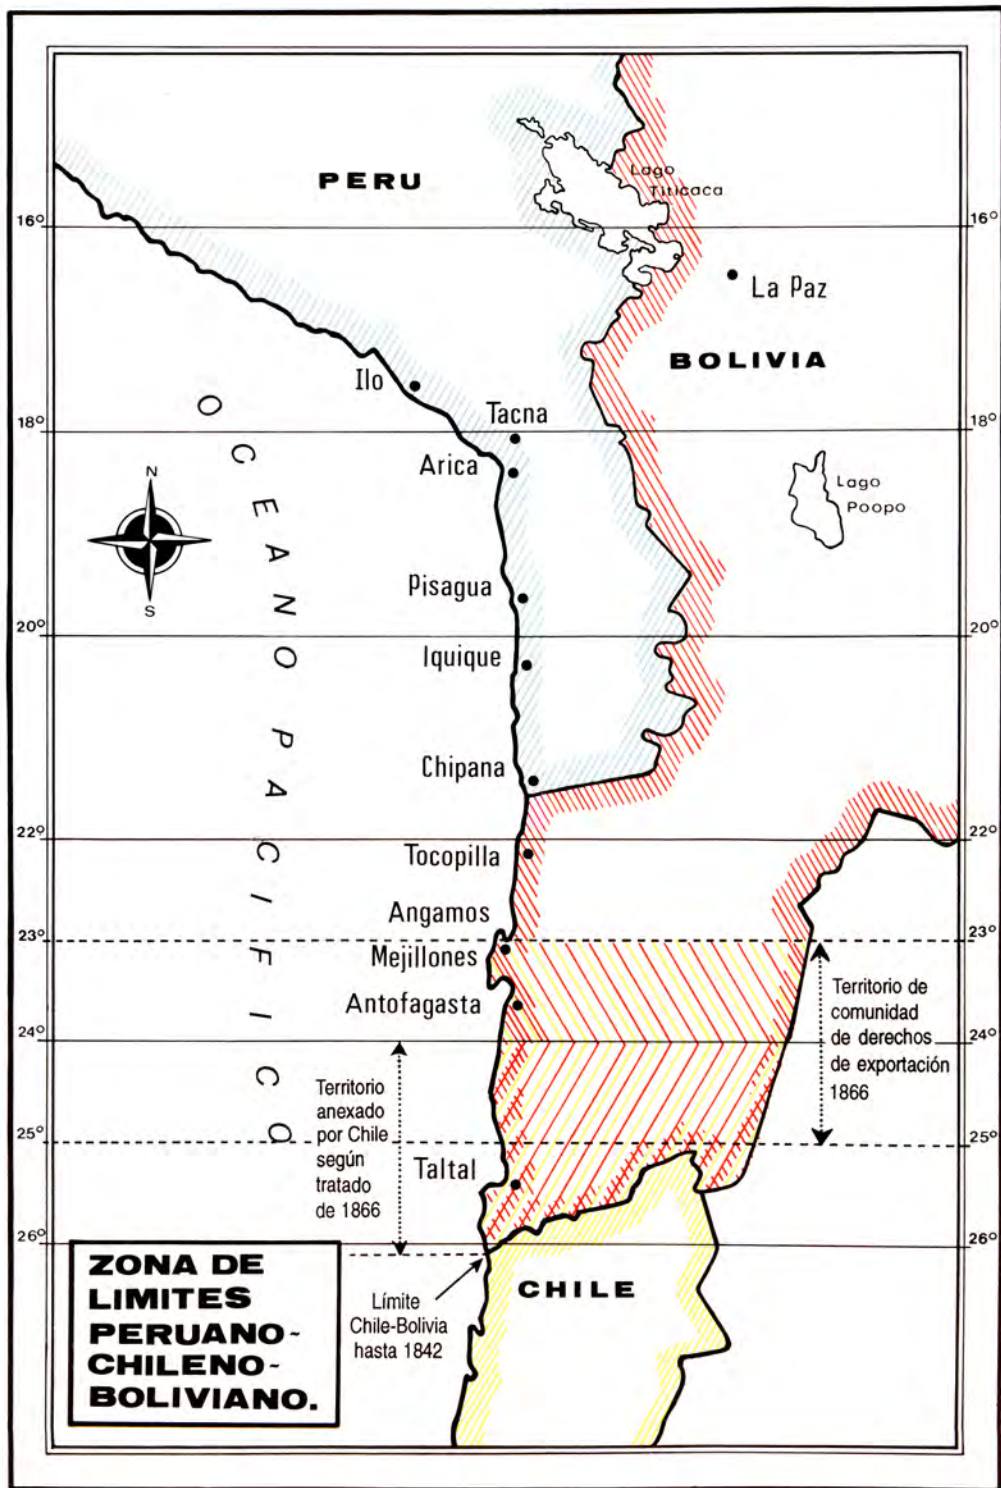 PERU
Lago
Titicaca
16º
16º
La Paz
BOLIVIA
Ilo
Tacna
18º
18º
Arica
Lago
Poopo
N
S
OCEANO PACIFICO
Pisagua
20º
20º
Iquique
Chipana
22º
22º
Tocopilla
Angamos
23º
23º
Mejillones
Antofagasta
Territorio de
comunidad
de derechos
de exportación
1866
24º
24º
Territorio
anexado
por Chile
según
tratado
de 1866
25º
25º
Taltal
26º
26º
ZONA DE
LIMITES
PERUANO-
CHILENO-
BOLIVIANO.
Límite
Chile-Bolivia
hasta 1842
CHILE